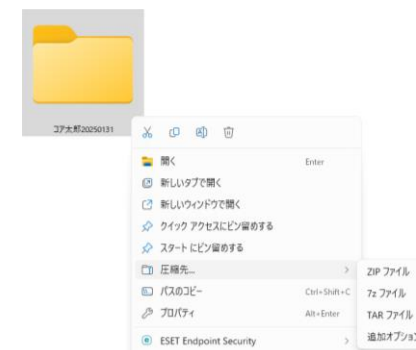 コア太郎20250131
開く Enter
新しいタブで開く
新しいウィンドウで開く
クイック アクセスにピン留めする
スタート にピン留めする
圧縮先...
パスのコピー Ctrl+Shift+C
プロパティ Alt+Enter
ESET Endpoint Security
ZIP ファイル
7z ファイル
TAR ファイル
追加オプション